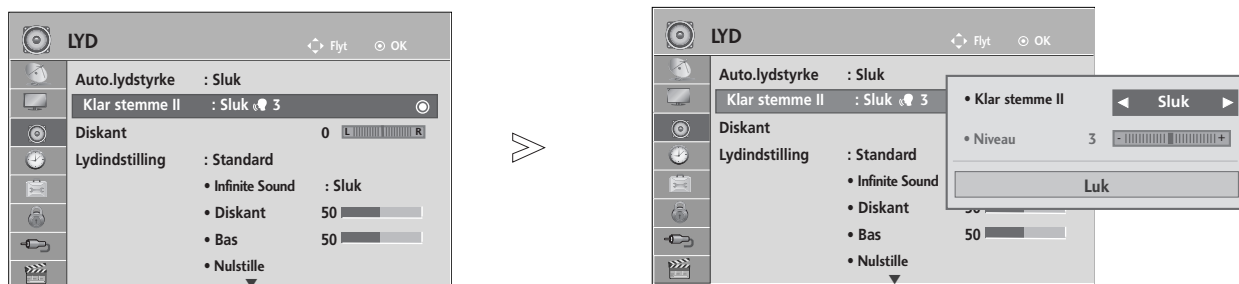 LYD Flyt OK
Auto.lydstyrke : Sluk
Klar stemme II : Sluk 3
Diskant 0 L R
Lydindstilling : Standard
• Infinite Sound : Sluk
• Diskant 50
• Bas 50
• Nulstille
LYD Flyt OK
Auto.lydstyrke : Sluk
Klar stemme II : Sluk 3
Diskant
Lydindstilling : Standard
• Infinite Sound
• Diskant
• Bas 50
• Nulstille
• Klar stemme II ◄ Sluk ►
• Niveau 3 - +
Luk